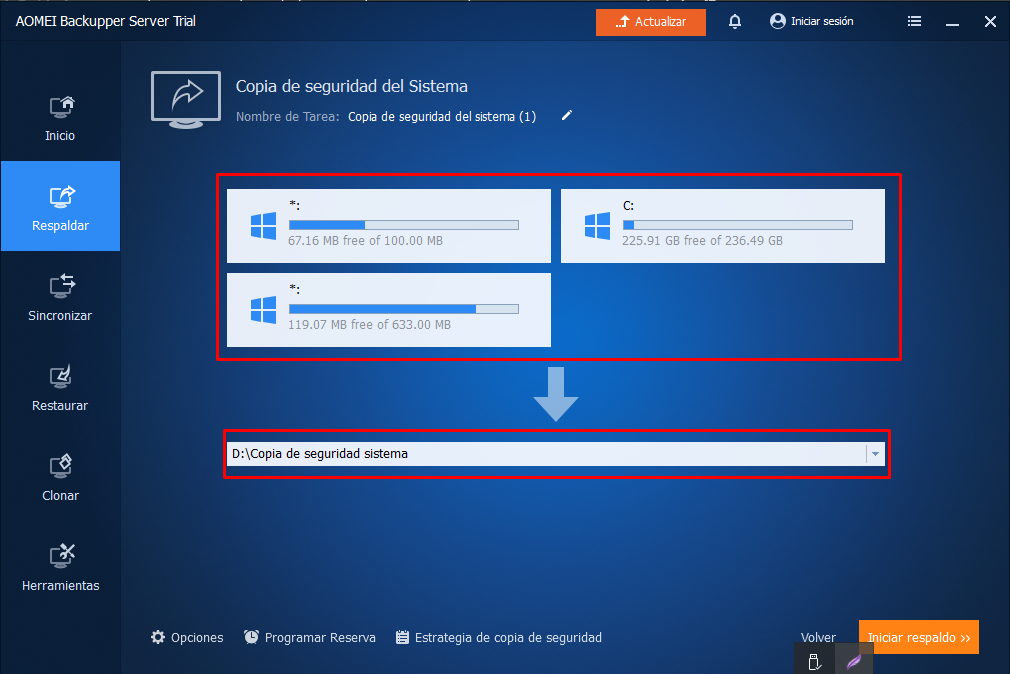 AOMEI Backupper Server Trial
Actualizar
Iniciar sesión
Inicio
Respaldar
Sincronizar
Restaurar
Clonar
Herramientas
Copia de seguridad del Sistema
Nombre de Tarea: Copia de seguridad del sistema (1)
*:
67.16 MB free of 100.00 MB
C:
225.91 GB free of 236.49 GB
*:
119.07 MB free of 633.00 MB
D:\Copia de seguridad sistema
Opciones
Programar Reserva
Estrategia de copia de seguridad
Volver
Iniciar respaldo >>